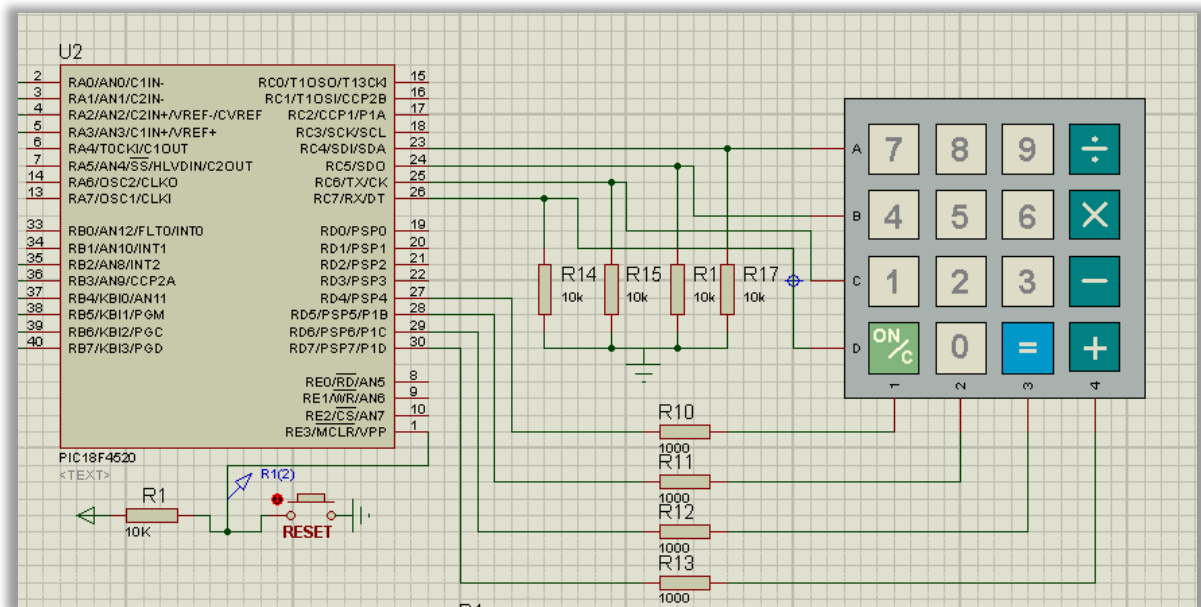 U2
2 RA0/AN0/C1IN- RC0/T1OSO/T13CKI 15
3 RA1/AN1/C2IN- RC1/T1OSI/CCP2B 16
4 RA2/AN2/C2IN+/VREF-/CVREF RC2/CCP1/P1A 17
5 RA3/AN3/C1IN+/VREF+ RC3/SCK/SCL 18
6 RA4/T0CKI/C1OUT RC4/SDI/SDA 23
7 RA5/AN4/SS/HLVDIN/C2OUT RC5/SDO 24
14 RA6/OSC2/CLKO RC6/TX/CK 25
13 RA7/OSC1/CLKI RC7/RX/DT 26
33 RB0/AN12/FLT0/INT0 RD0/PSP0 19
34 RB1/AN10/INT1 RD1/PSP1 20
35 RB2/AN8/INT2 RD2/PSP2 21
36 RB3/AN9/CCP2A RD3/PSP3 22
37 RB4/KBI0/AN11 RD4/PSP4 27
38 RB5/KBI1/PGM RD5/PSP5/P1B 28
39 RB6/KBI2/PGC RD6/PSP6/P1C 29
40 RB7/KBI3/PGD RD7/PSP7/P1D 30
RE0/RD/AN5 8
RE1/WR/AN6 9
RE2/CS/AN7 10
RE3/MCLR/VPP 1
PIC18F4520
<TEXT>
R1(2)
R1
10K
RESET
R14 R15 R1 R17
10k 10k 10k 10k
A 7 8 9 ÷
B 4 5 6 ×
C 1 2 3 −
D ON/C 0 = +
1 2 3 4
R10
1000
R11
1000
R12
1000
R13
1000